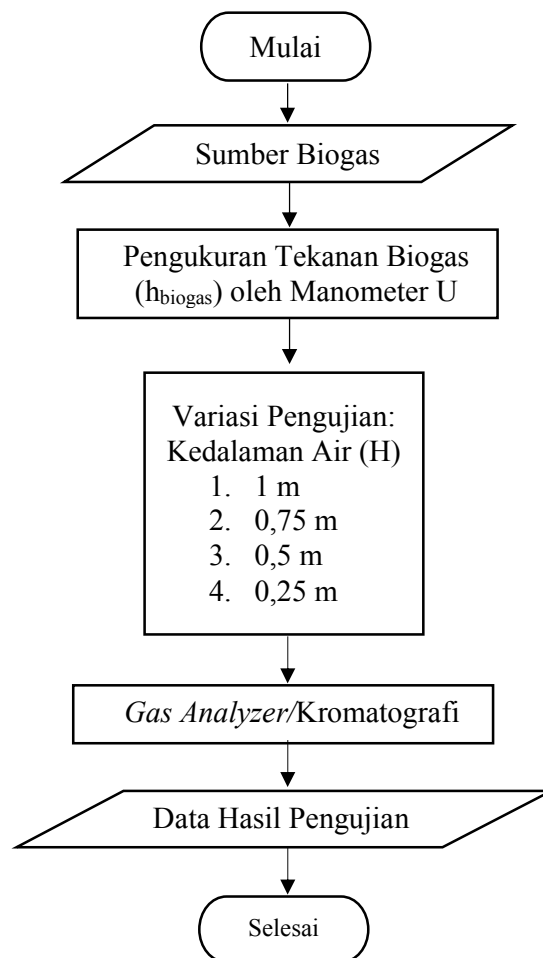 Mulai
Sumber Biogas
Pengukuran Tekanan Biogas
(hbiogas) oleh Manometer U
Variasi Pengujian:
Kedalaman Air (H)
1. 1 m
2. 0,75 m
3. 0,5 m
4. 0,25 m
Gas Analyzer/Kromatografi
Data Hasil Pengujian
Selesai